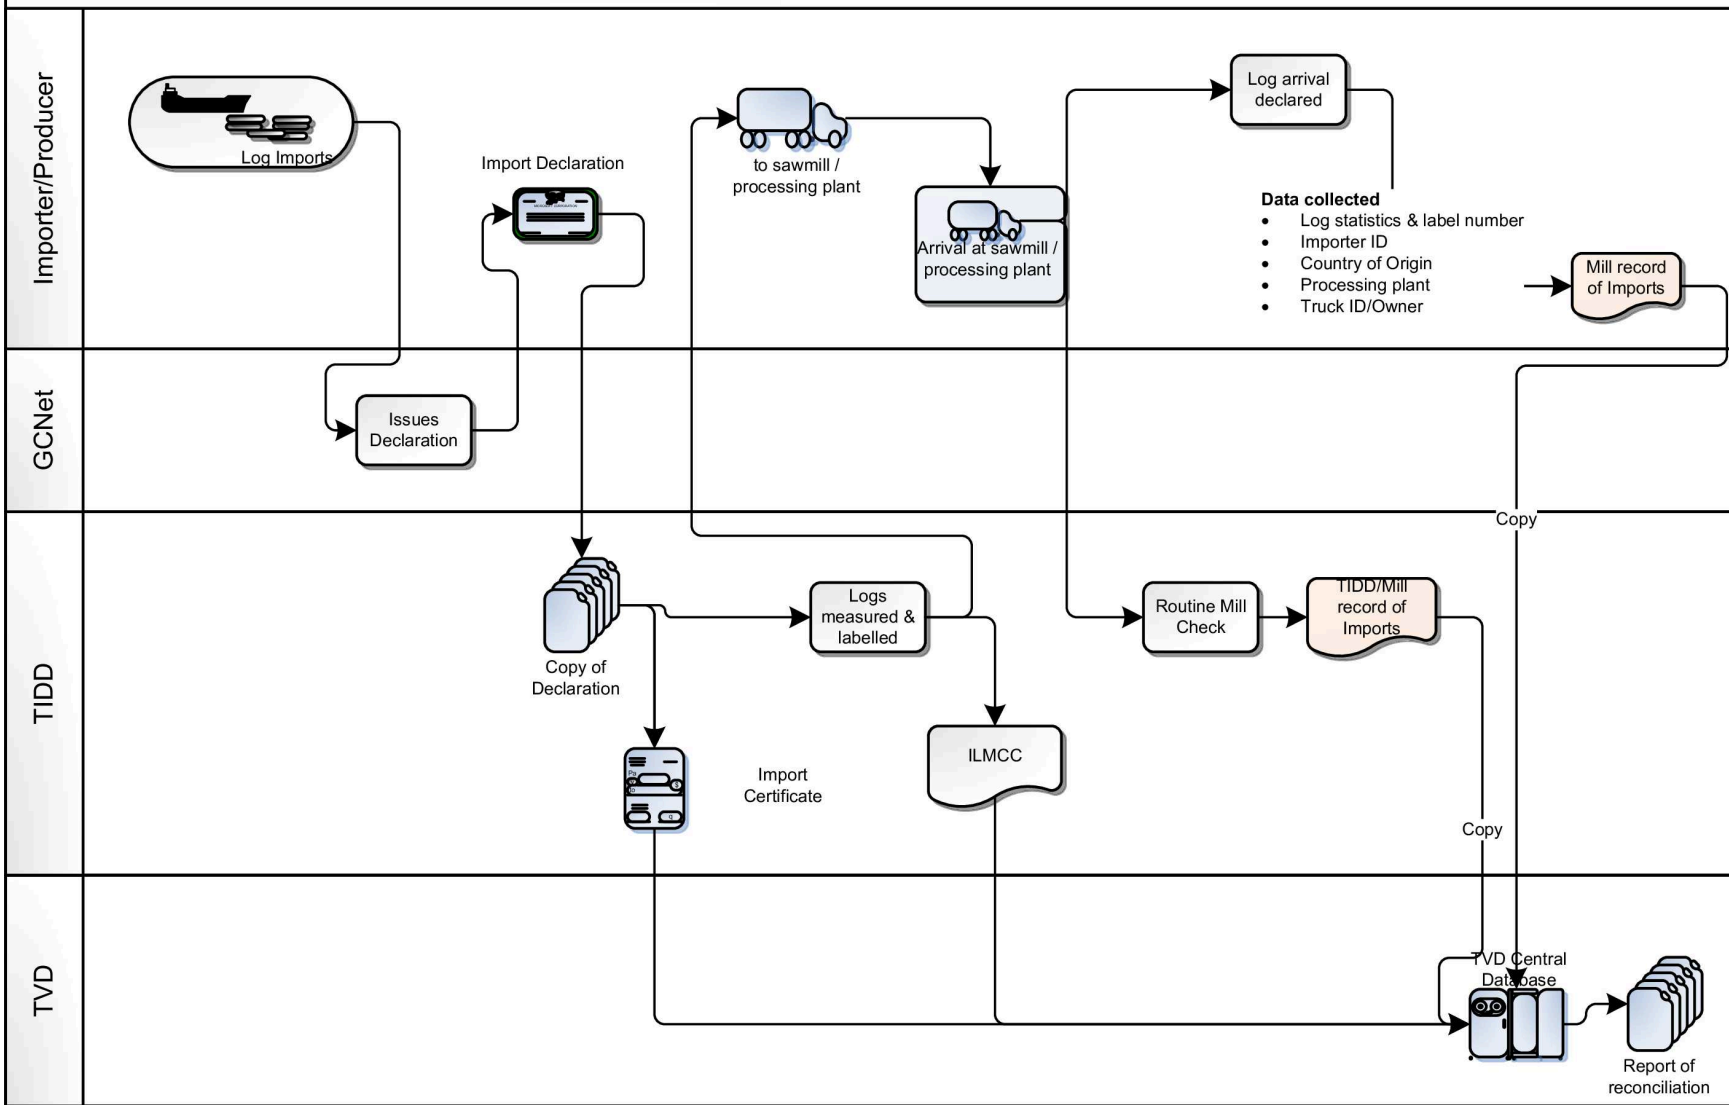 Importer/Producer
Log Imports
Import Declaration
to sawmill /
processing plant
Arrival at sawmill /
processing plant
Log arrival
declared
Data collected
• Log statistics & label number
• Importer ID
• Country of Origin
• Processing plant
• Truck ID/Owner
Mill record
of Imports
GCNet
Issues
Declaration
Copy
TIDD
Copy of
Declaration
Logs
measured &
labelled
Routine Mill
Check
TIDD/Mill
record of
Imports
Import
Certificate
ILMCC
Copy
TVD
TVD Central
Database
Report of
reconciliation